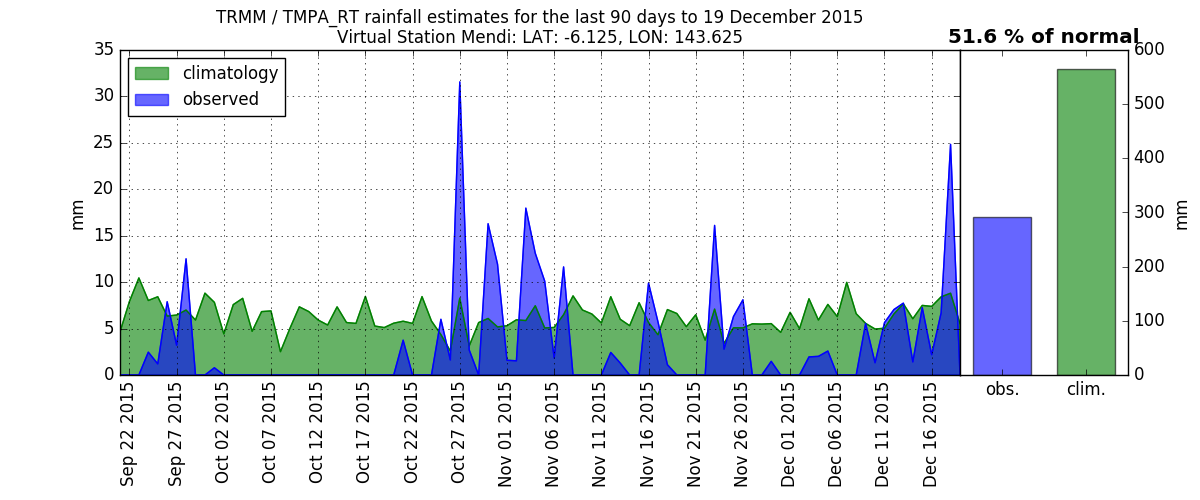 TRMM / TMPA_RT rainfall estimates for the last 90 days to 19 December 2015
Virtual Station Mendi: LAT: -6.125, LON: 143.625
51.6 % of normal
climatology
observed
mm
35
30
25
20
15
10
5
0
Sep 22 2015
Sep 27 2015
Oct 02 2015
Oct 07 2015
Oct 12 2015
Oct 17 2015
Oct 22 2015
Oct 27 2015
Nov 01 2015
Nov 06 2015
Nov 11 2015
Nov 16 2015
Nov 21 2015
Nov 26 2015
Dec 01 2015
Dec 06 2015
Dec 11 2015
Dec 16 2015
600
500
400
300
200
100
0
mm
obs.
clim.